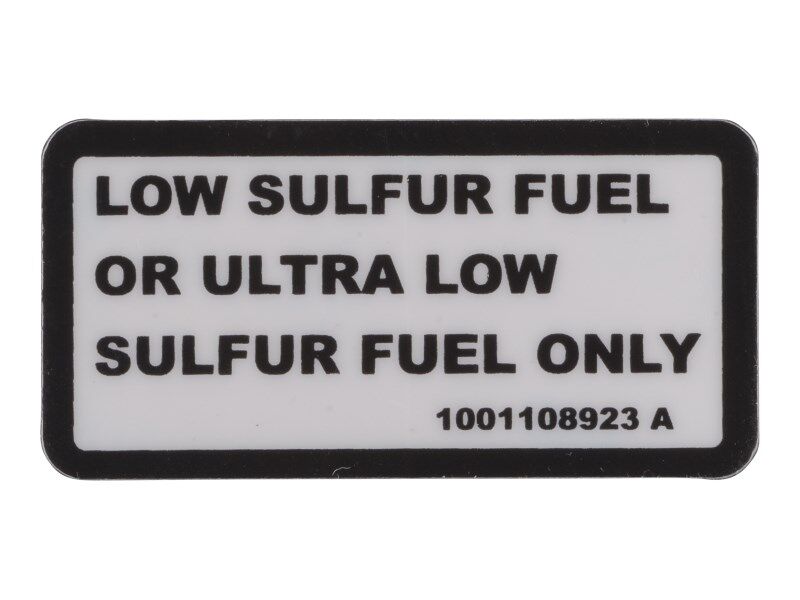 LOW SULFUR FUEL
OR ULTRA LOW
SULFUR FUEL ONLY
1001108923 A